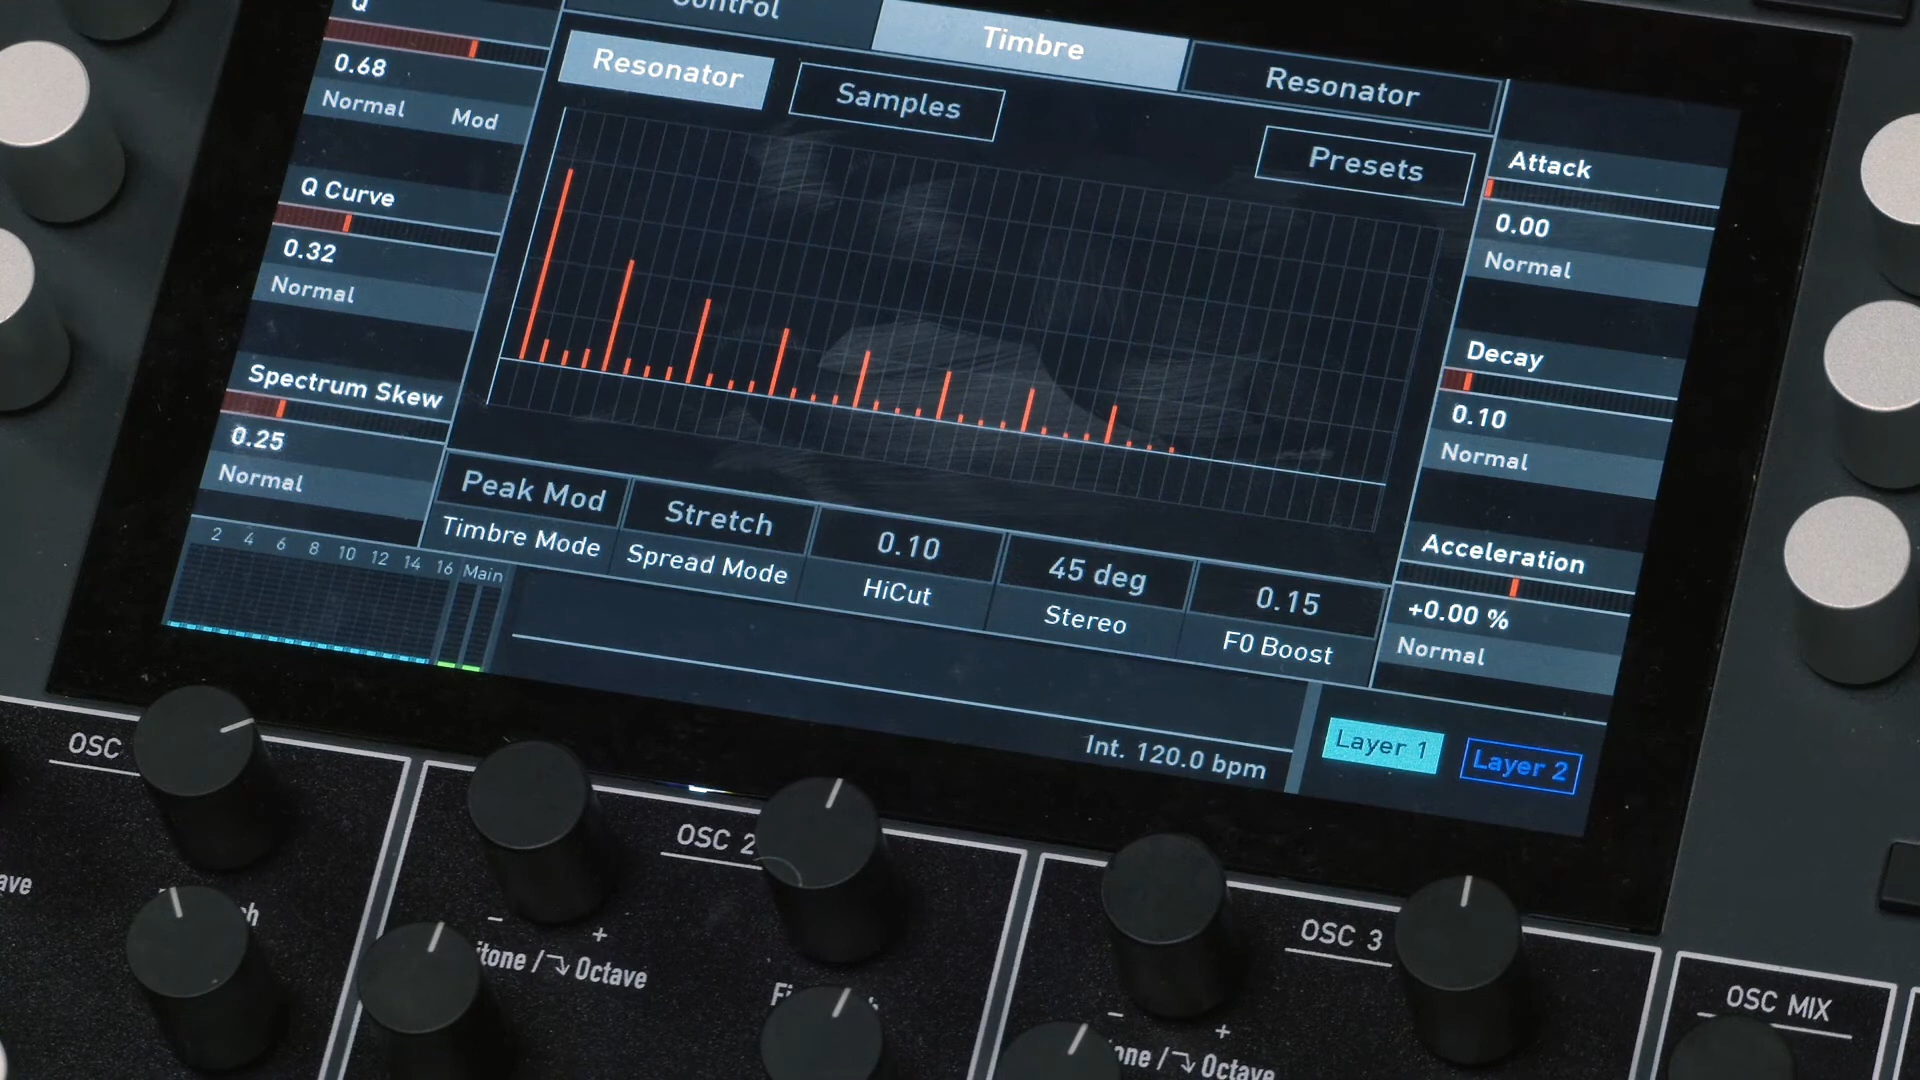 Q
0.68
Normal Mod
Q Curve
0.32
Normal
Spectrum Skew
0.25
Normal
2 4 6 8 10 12 14 16 Main
Control
Timbre
Resonator
Resonator
Samples
Presets
Peak Mod
Timbre Mode
Stretch
Spread Mode
0.10
HiCut
45 deg
Stereo
0.15
F0 Boost
Attack
0.00
Normal
Decay
0.10
Normal
Acceleration
+0.00 %
Normal
Int. 120.0 bpm
Layer 1
Layer 2
OSC
OSC 2
- +
/ Octave
OSC 3
- +
/ Octave
OSC MIX